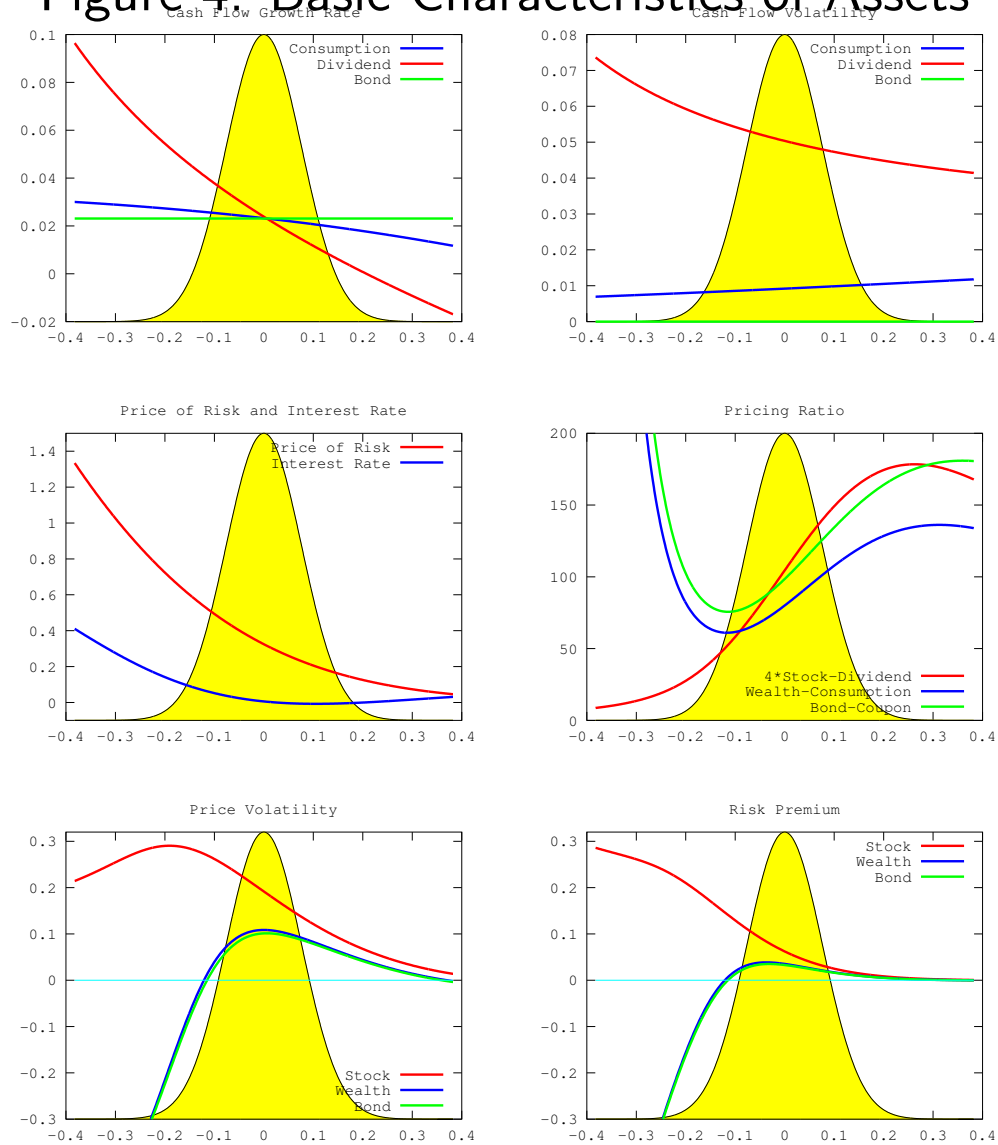 Figure 4: Basic Characteristics of Assets
Cash Flow Growth Rate
Consumption
Dividend
Bond
0.1
0.08
0.06
0.04
0.02
0
-0.02
-0.4 -0.3 -0.2 -0.1 0 0.1 0.2 0.3 0.4
Cash Flow Volatility
Consumption
Dividend
Bond
0.08
0.07
0.06
0.05
0.04
0.03
0.02
0.01
0
-0.4 -0.3 -0.2 -0.1 0 0.1 0.2 0.3 0.4
Price of Risk and Interest Rate
Price of Risk
Interest Rate
1.4
1.2
1
0.8
0.6
0.4
0.2
0
-0.4 -0.3 -0.2 -0.1 0 0.1 0.2 0.3 0.4
Pricing Ratio
200
150
100
50
0
4*Stock-Dividend
Wealth-Consumption
Bond-Coupon
-0.4 -0.3 -0.2 -0.1 0 0.1 0.2 0.3 0.4
Price Volatility
0.3
0.2
0.1
0
-0.1
-0.2
-0.3
Stock
Wealth
Bond
-0.4 -0.3 -0.2 -0.1 0 0.1 0.2 0.3 0.4
Risk Premium
Stock
Wealth
Bond
0.3
0.2
0.1
0
-0.1
-0.2
-0.3
-0.4 -0.3 -0.2 -0.1 0 0.1 0.2 0.3 0.4